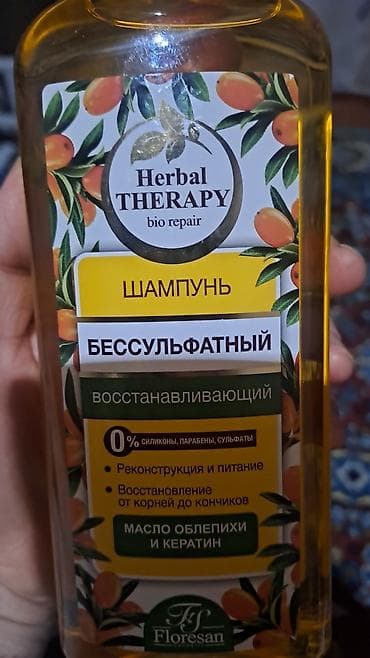 Herbal
THERAPY
bio repair
ШАМПУНЬ
БЕССУЛЬФАТНЫЙ
восстанавливающий
0% СИЛИКОНЫ, ПАРАБЕНЫ, СУЛЬФАТЫ
• Реконструкция и питание
• Восстановление
от корней до кончиков
МАСЛО ОБЛЕПИХИ
И КЕРАТИН
FS
Floresan